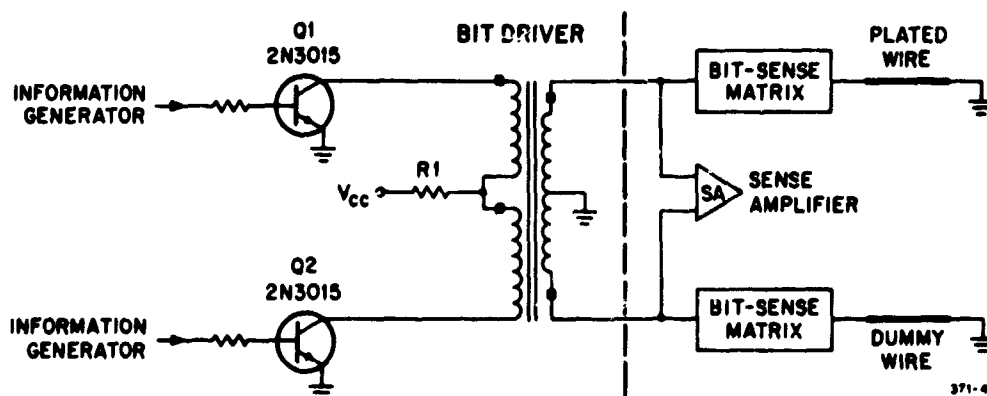 Q1
2N3015
BIT DRIVER
PLATED
WIRE
INFORMATION
GENERATOR
BIT-SENSE
MATRIX
R1
VCC
SA
SENSE
AMPLIFIER
Q2
2N3015
INFORMATION
GENERATOR
BIT-SENSE
MATRIX
DUMMY
WIRE
371-4